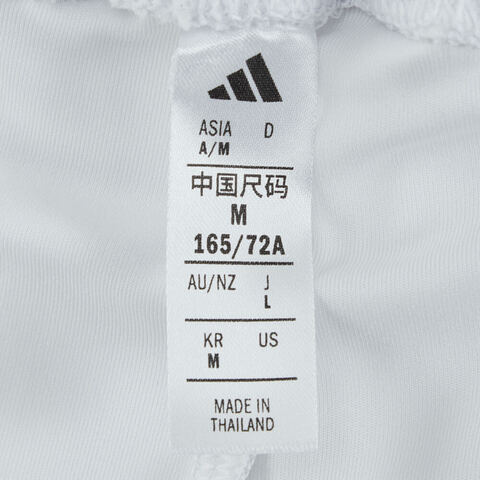 ASIA D
A/M
中国尺码
M
165/72A
AU/NZ J
L
KR US
M
MADE IN
THAILAND